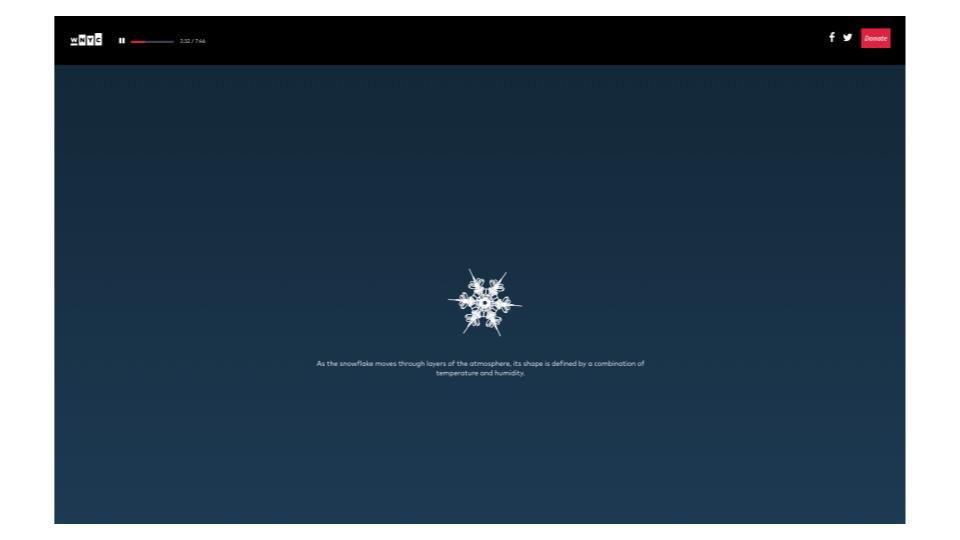 WNYC
2:32 / 7:46
Donate
As the snowflake moves through layers of the atmosphere, its shape is defined by a combination of
temperature and humidity.